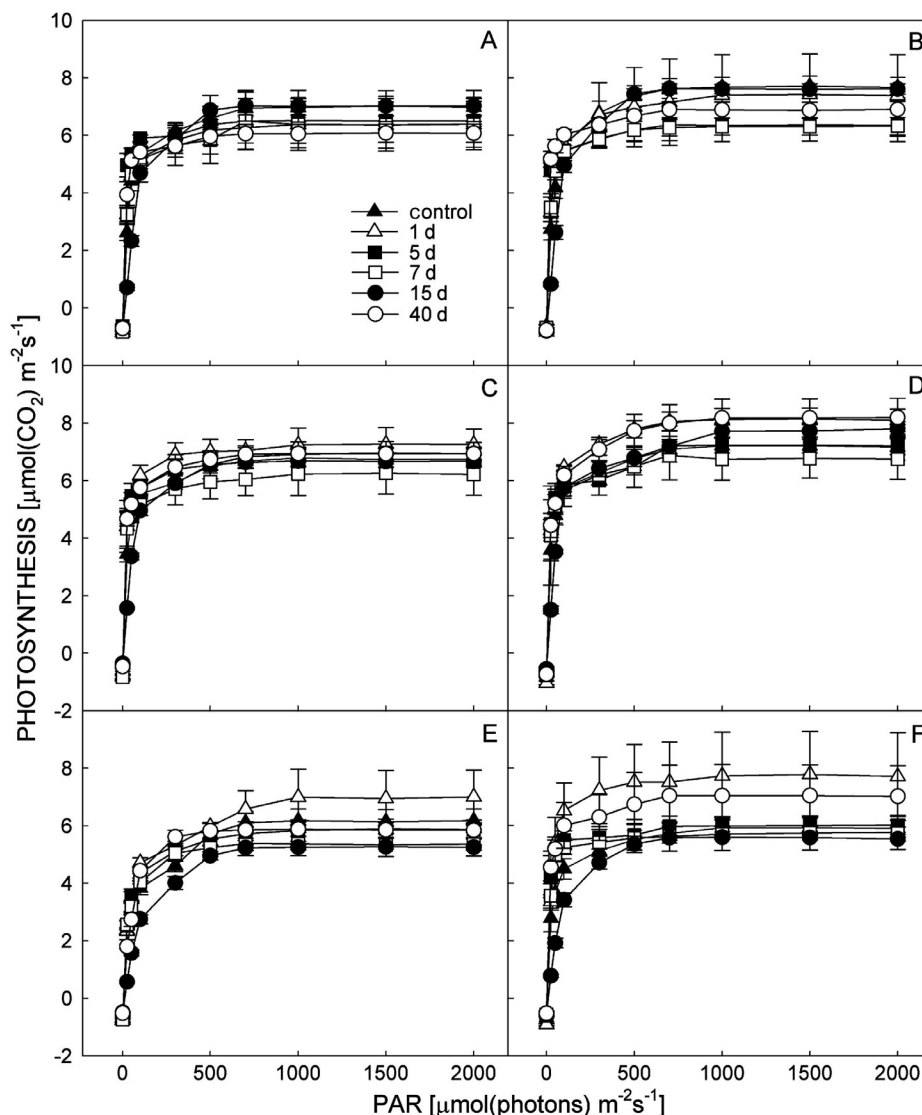 A
B
10
8
6
4
2
0
control
1 d
5 d
7 d
15 d
40 d
C
D
10
8
6
4
2
0
-2
E
F
8
6
4
2
0
-2
0 500 1000 1500 2000
0 500 1000 1500 2000
PHOTOSYNTHESIS [μmol(CO₂) m⁻²s⁻¹]
PAR [μmol(photons) m⁻²s⁻¹]